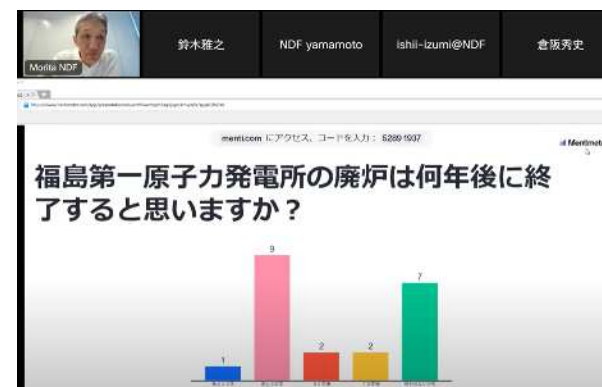 Morita NDF
鈴木雅之
NDF yamamoto
ishii-izumi@NDF
倉阪秀史
menti.com にアクセス、コードを入力： 5289 1937
Mentimet
福島第一原子力発電所の廃炉は何年後に終
了すると思いますか？
1
9
2
2
7